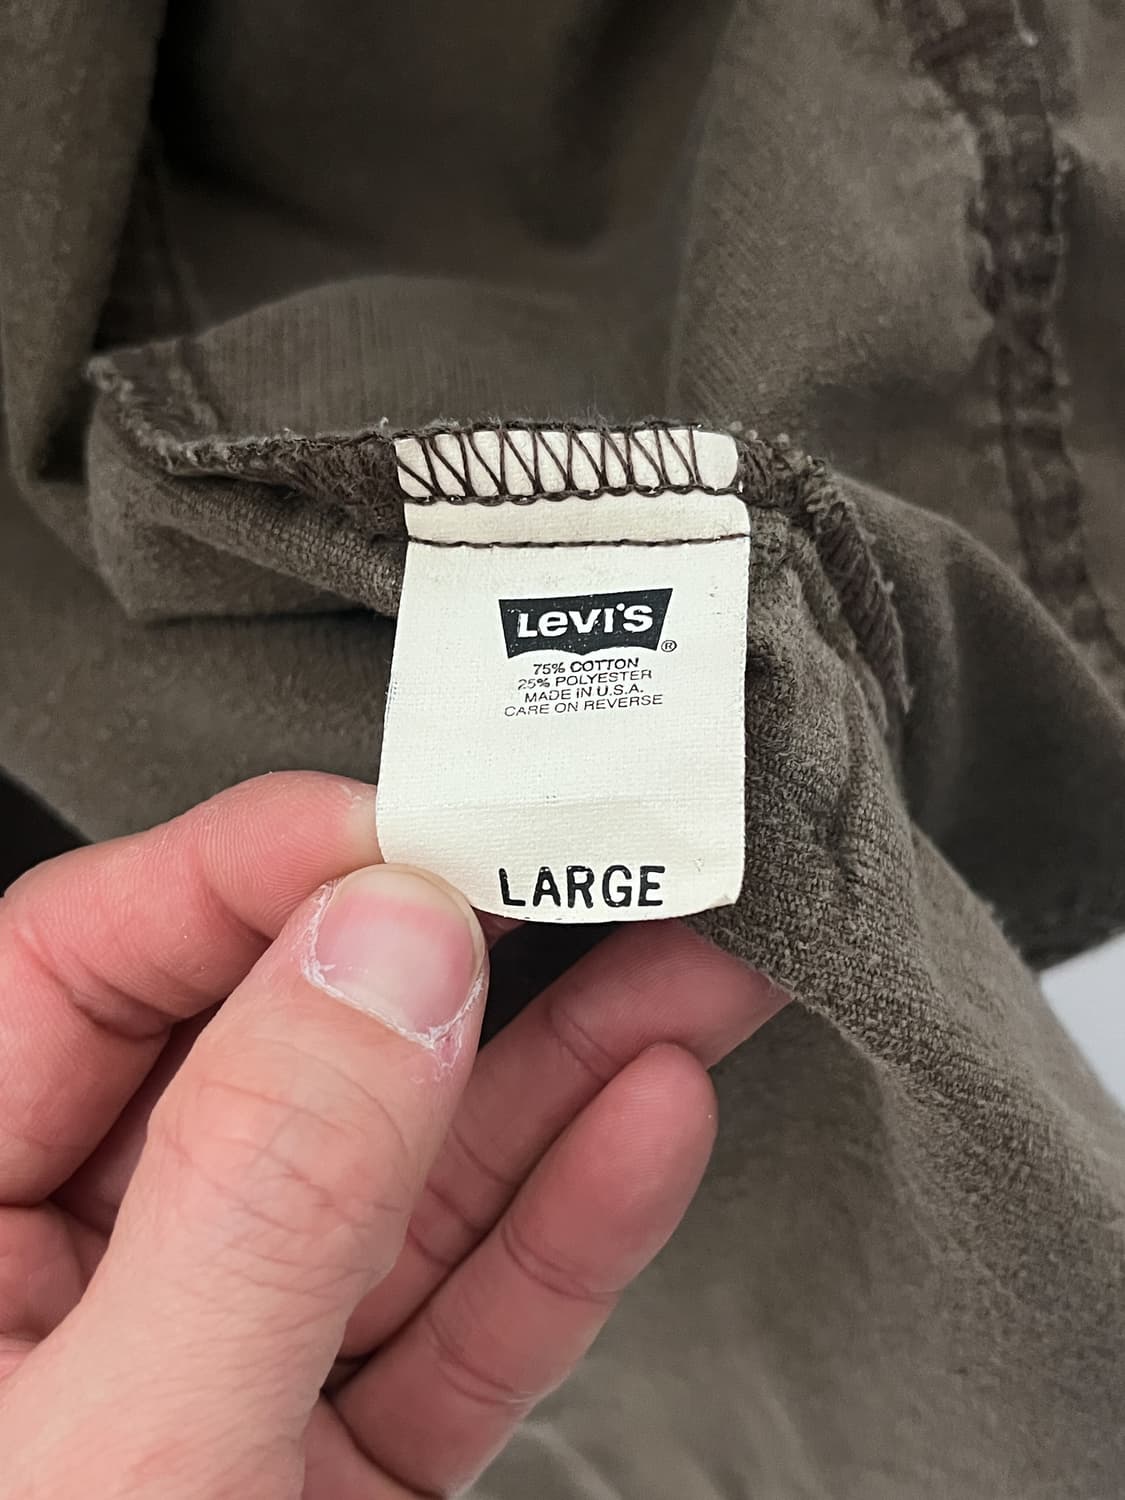 LEVI'S
®
75% COTTON
25% POLYESTER
MADE IN U.S.A.
CARE ON REVERSE
LARGE